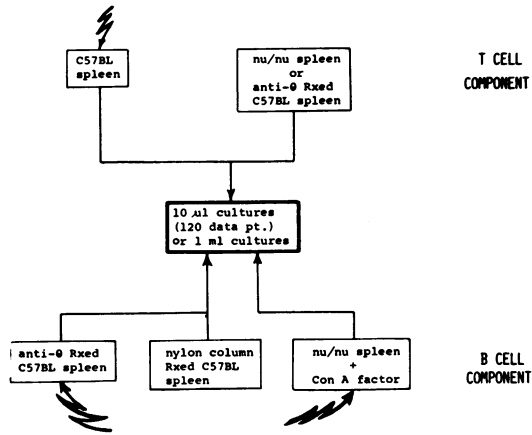 C57BL
spleen
nu/nu spleen
or
anti-θ Rxed
C57BL spleen
T CELL
COMPONENT
10 µl cultures
(120 data pt.)
or 1 ml cultures
anti-θ Rxed
C57BL spleen
nylon column
Rxed C57BL
spleen
nu/nu spleen
+
Con A factor
B CELL
COMPONENT